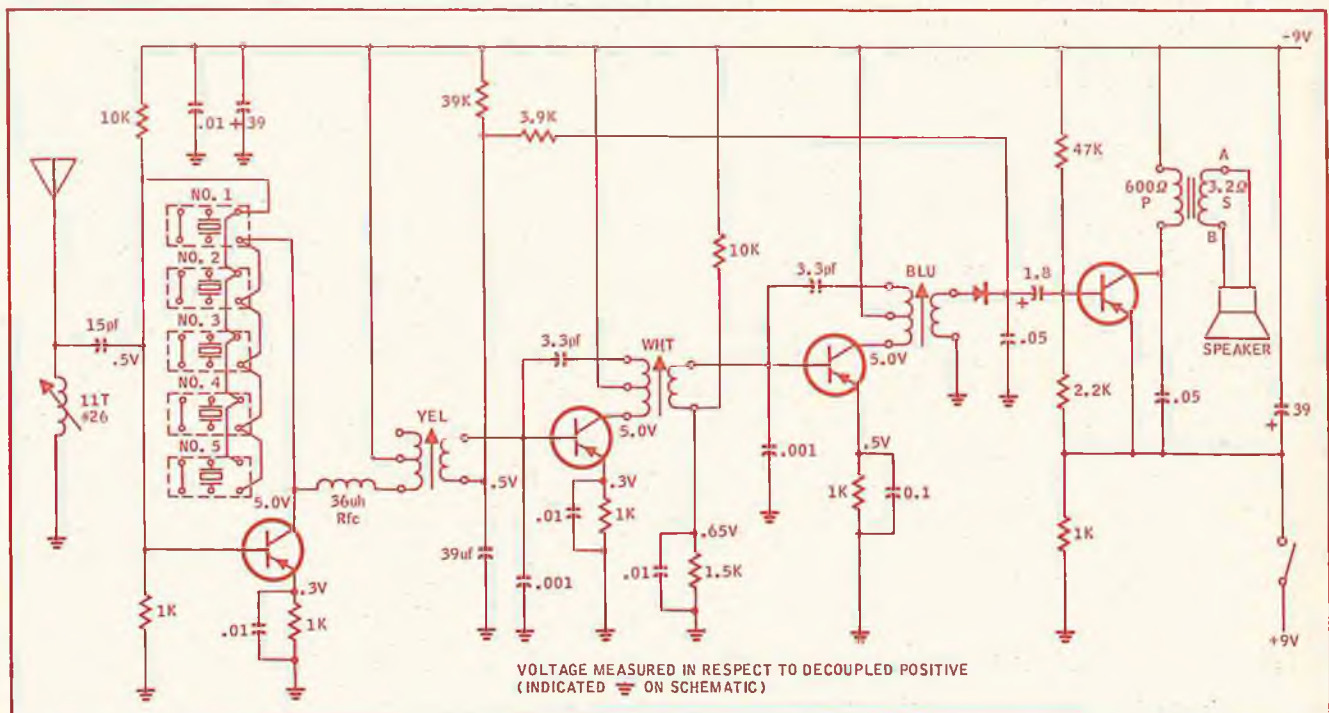 -9V
10K
.01
+ 39
39K
3.9K
47K
A
600Ω
P
3.2Ω
S
B
NO. 1
NO. 2
NO. 3
NO. 4
NO. 5
10K
3.3pf
BLU
1.8
+
15pf
.5V
3.3pf
WHT
5.0V
.05
SPEAKER
11T
#26
YEL
5.0V
2.2K
.05
39
+
5.0V
36uh
Rfc
.5V
.3V
.001
.5V
1K
0.1
.01
1K
.65V
39uf
.001
.01
1.5K
1K
1K
.3V
.01
1K
+9V
VOLTAGE MEASURED IN RESPECT TO DECOUPLED POSITIVE
(INDICATED ON SCHEMATIC)